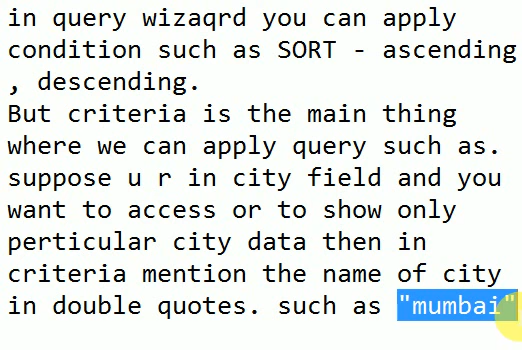 in query wizaqrd you can apply
condition such as SORT - ascending
, descending.
But criteria is the main thing
where we can apply query such as.
suppose u r in city field and you
want to access or to show only
perticular city data then in
criteria mention the name of city
in double quotes. such as "mumbai"